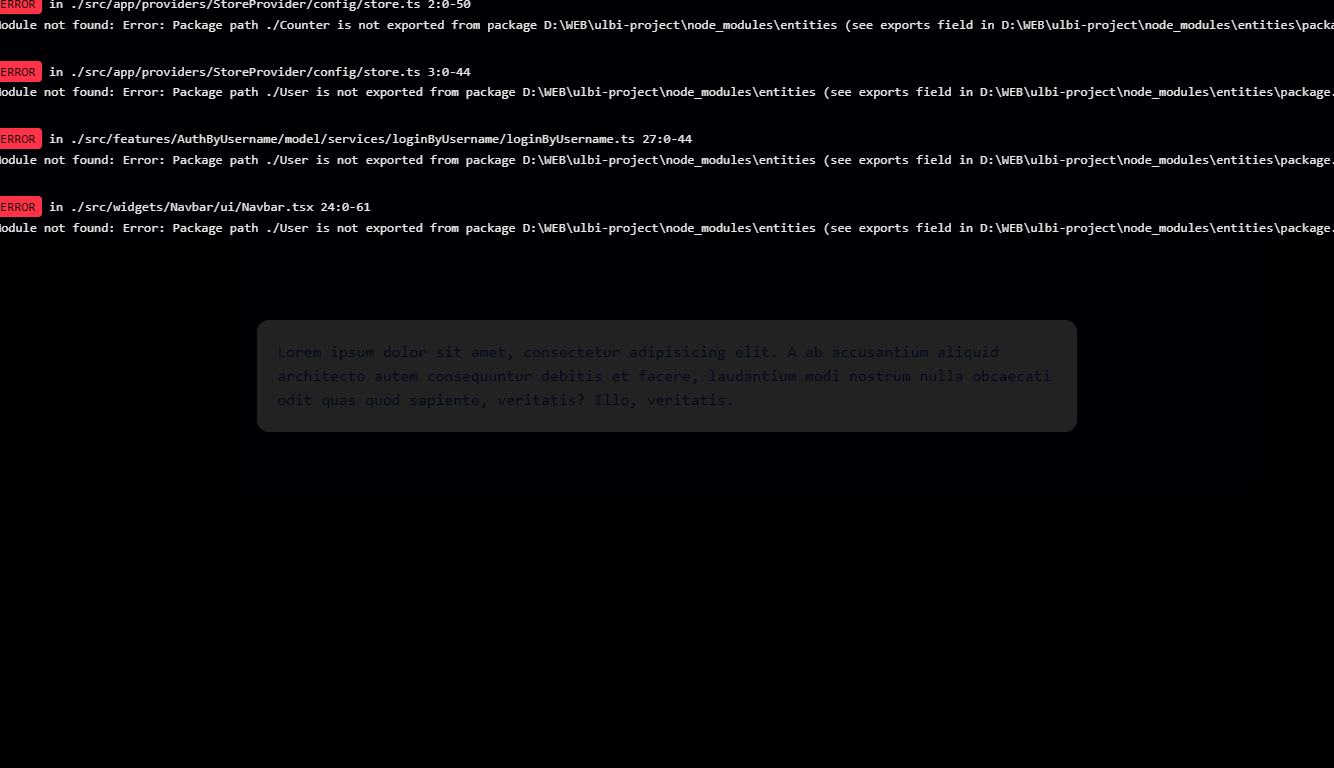 ERROR in ./src/app/providers/StoreProvider/config/store.ts 2:0-50
odule not found: Error: Package path ./Counter is not exported from package D:\WEB\ulbi-project\node_modules\entities (see exports field in D:\WEB\ulbi-project\node_modules\entities\packa
ERROR in ./src/app/providers/StoreProvider/config/store.ts 3:0-44
odule not found: Error: Package path ./User is not exported from package D:\WEB\ulbi-project\node_modules\entities (see exports field in D:\WEB\ulbi-project\node_modules\entities\package.
ERROR in ./src/features/AuthByUsername/model/services/loginByUsername/loginByUsername.ts 27:0-44
odule not found: Error: Package path ./User is not exported from package D:\WEB\ulbi-project\node_modules\entities (see exports field in D:\WEB\ulbi-project\node_modules\entities\package.
ERROR in ./src/widgets/Navbar/ui/Navbar.tsx 24:0-61
odule not found: Error: Package path ./User is not exported from package D:\WEB\ulbi-project\node_modules\entities (see exports field in D:\WEB\ulbi-project\node_modules\entities\package.
Lorem ipsum dolor sit amet, consectetur adipisicing elit. A ab accusantium aliquid
architecto autem consequuntur debitis et facere, laudantium modi nostrum nulla obcaecati
odit quas quod sapiente, veritatis? Illo, veritatis.